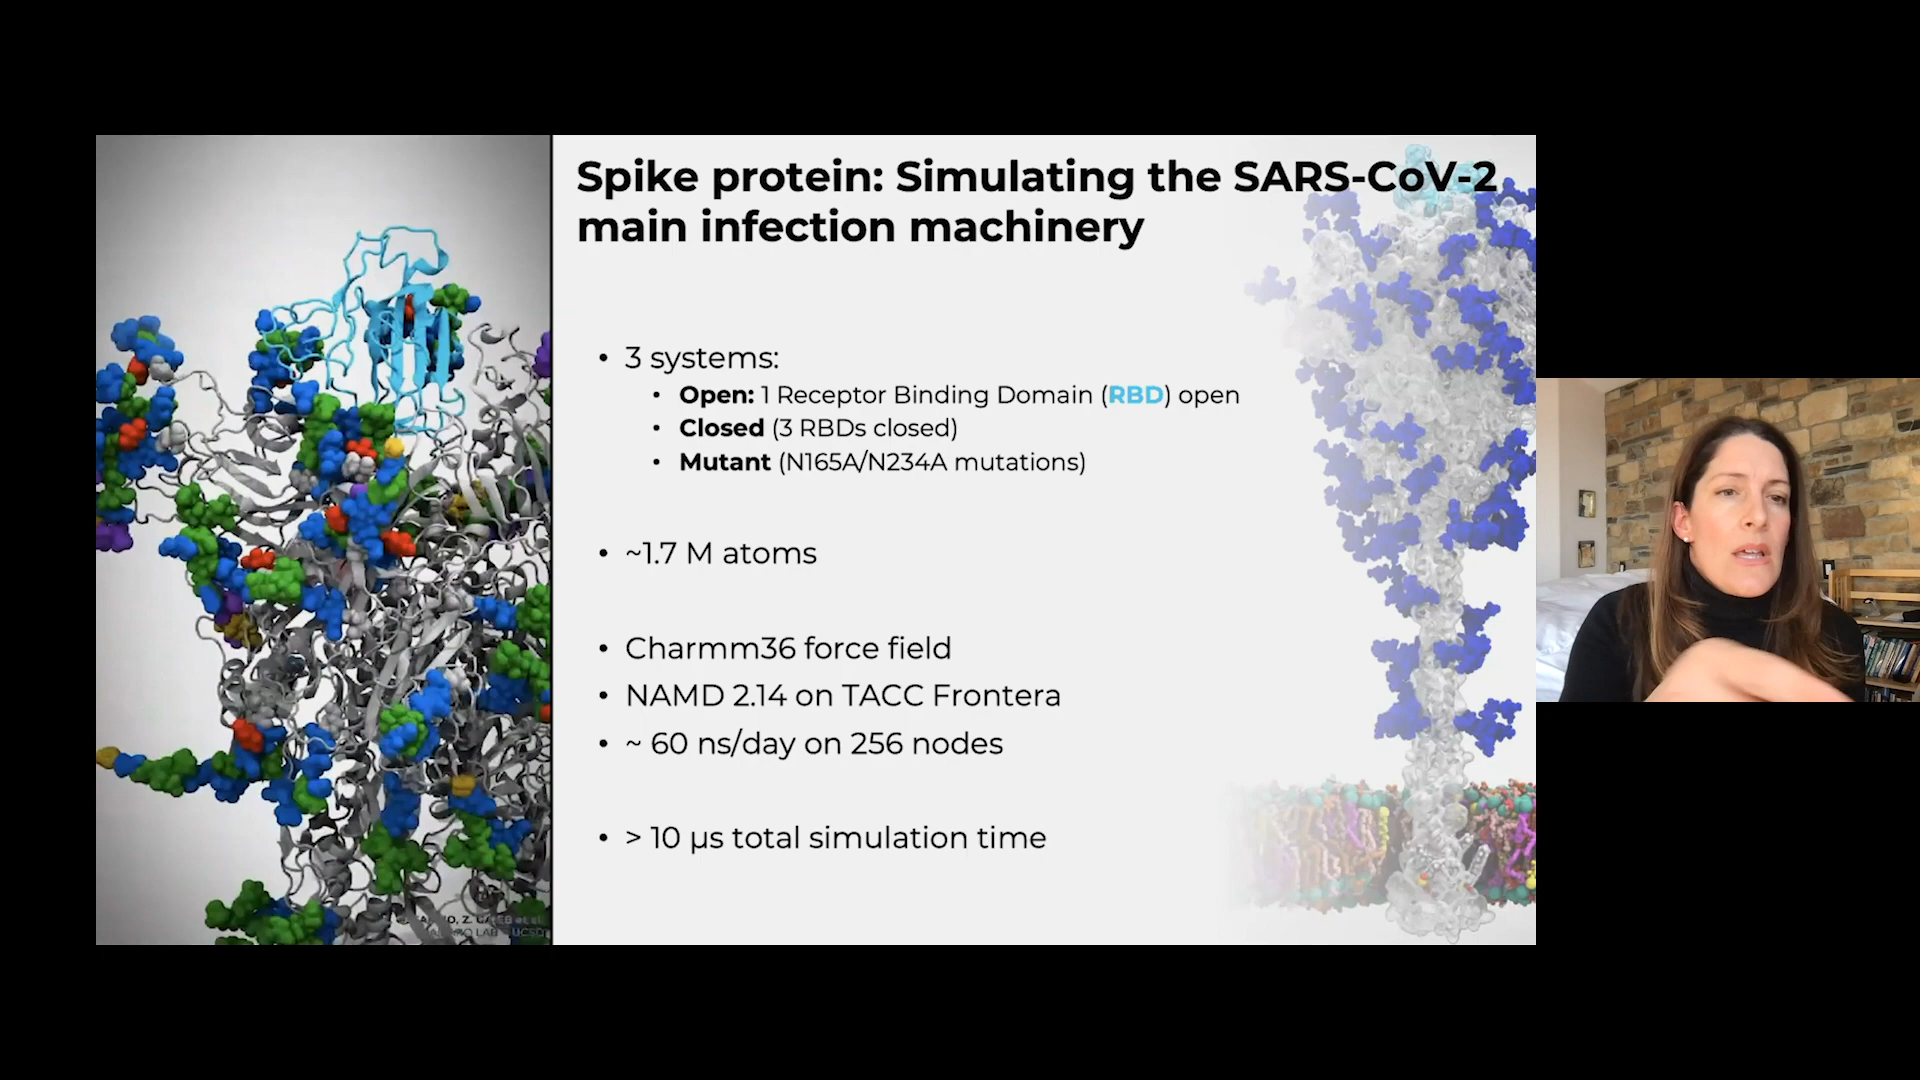 Spike protein: Simulating the SARS-CoV-2
main infection machinery
• 3 systems:
• Open: 1 Receptor Binding Domain (RBD) open
• Closed (3 RBDs closed)
• Mutant (N165A/N234A mutations)
• ~1.7 M atoms
• Charmm36 force field
• NAMD 2.14 on TACC Frontera
• ~ 60 ns/day on 256 nodes
• > 10 µs total simulation time
LAB UCSD